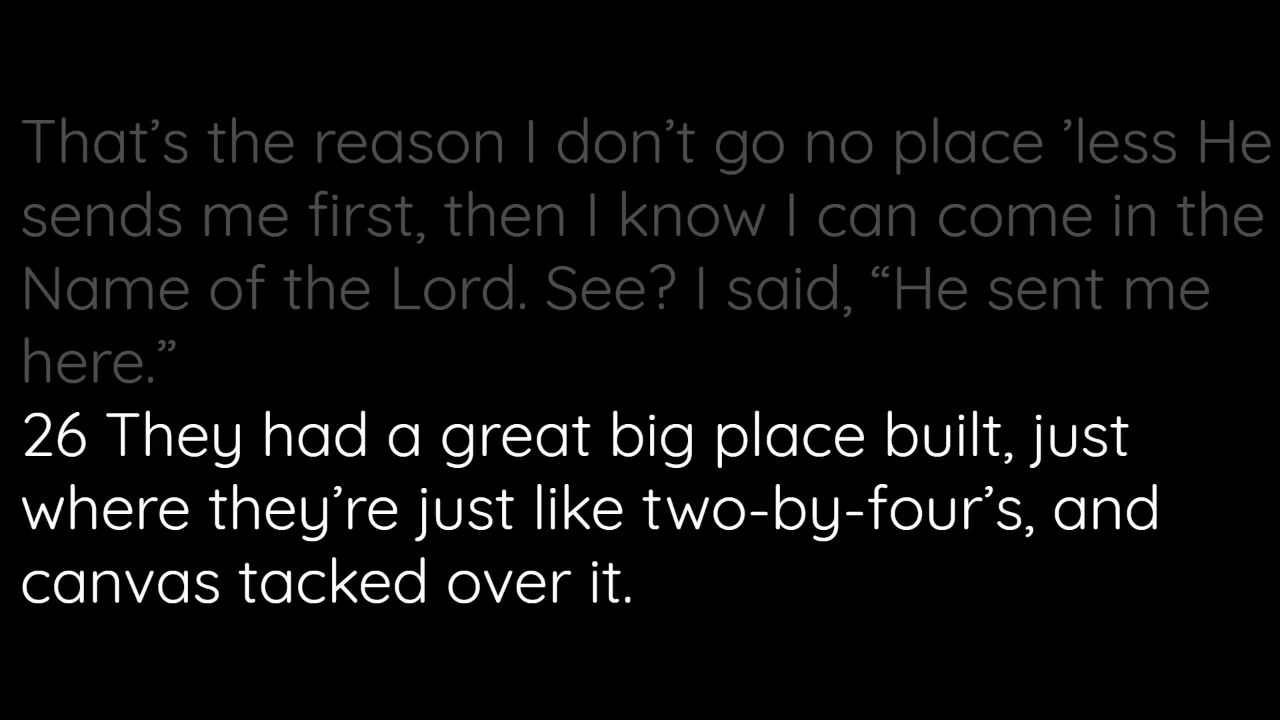 That’s the reason I don’t go no place ’less He
sends me first, then I know I can come in the
Name of the Lord. See? I said, “He sent me
here.”
26 They had a great big place built, just
where they’re just like two-by-four’s, and
canvas tacked over it.